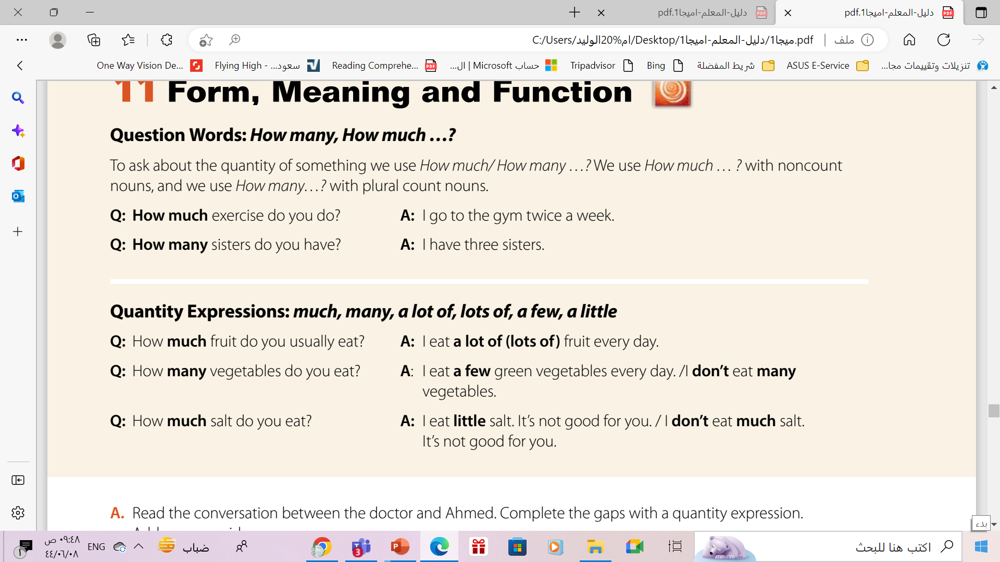 دليل-المعلم-اميجا1.pdf
دليل-المعلم-اميجا1.pdf
C:/Users/ام%20الوليد/Desktop/ميجا1/دليل-المعلم-اميجا1.pdf
ملف
تنزيلات وتقييمات مجا...
ASUS E-Service
شريط المفضلة
Bing
Tripadvisor
حساب Microsoft | ال...
Reading Comprehe...
Flying High - سعود...
One Way Vision De...
11 Form, Meaning and Function
Question Words: How many, How much …?
To ask about the quantity of something we use How much/ How many …? We use How much … ? with noncount
nouns, and we use How many…? with plural count nouns.
Q: How much exercise do you do? A: I go to the gym twice a week.
Q: How many sisters do you have? A: I have three sisters.
Quantity Expressions: much, many, a lot of, lots of, a few, a little
Q: How much fruit do you usually eat? A: I eat a lot of (lots of) fruit every day.
Q: How many vegetables do you eat? A: I eat a few green vegetables every day. /I don’t eat many
vegetables.
Q: How much salt do you eat? A: I eat little salt. It’s not good for you. / I don’t eat much salt.
It’s not good for you.
A. Read the conversation between the doctor and Ahmed. Complete the gaps with a quantity expression.
بدء
اكتب هنا للبحث
3
ضباب
ENG
٠٩:٤٨ ص
٤٤/٠٦/٠٨
١